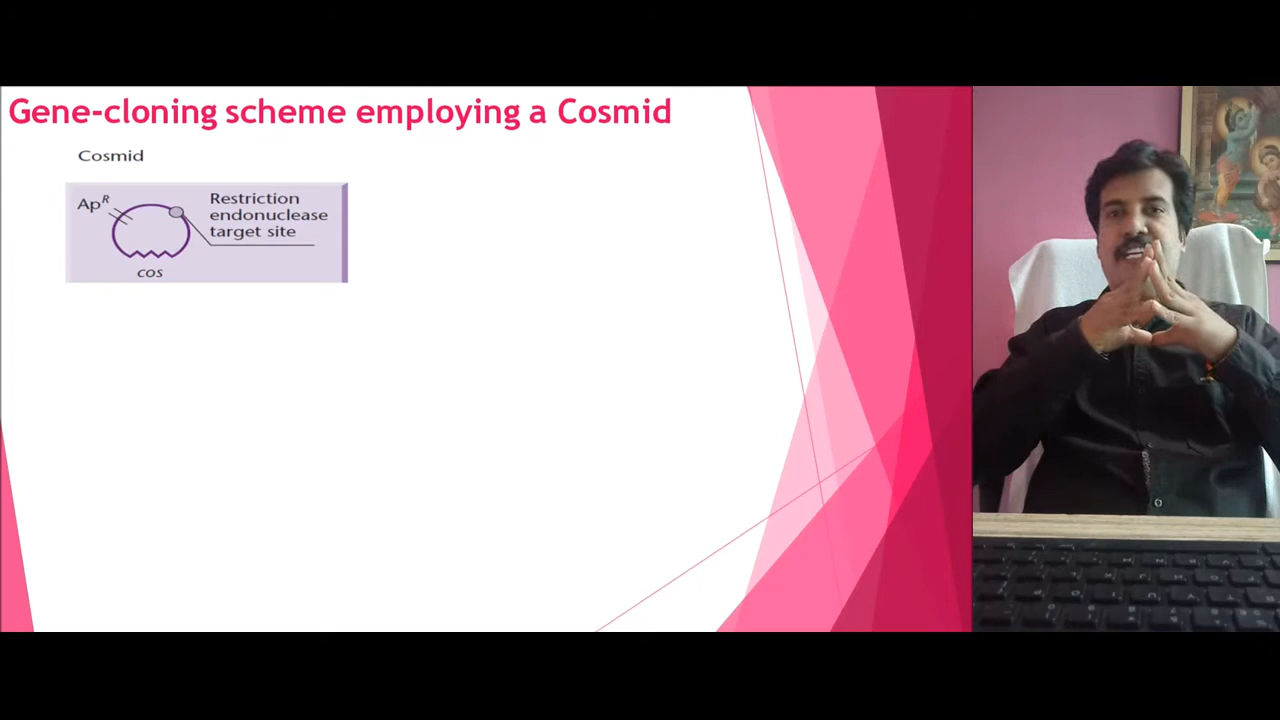 Gene-cloning scheme employing a Cosmid
Cosmid
Ap^R
Restriction
endonuclease
target site
cos